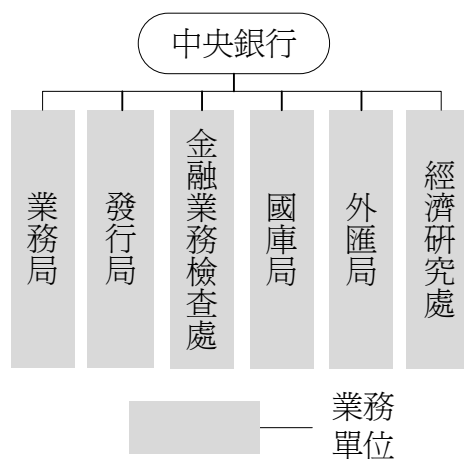 中央銀行
業務局
發行局
金融業務檢查處
國庫局
外匯局
經濟研究處
業務
單位